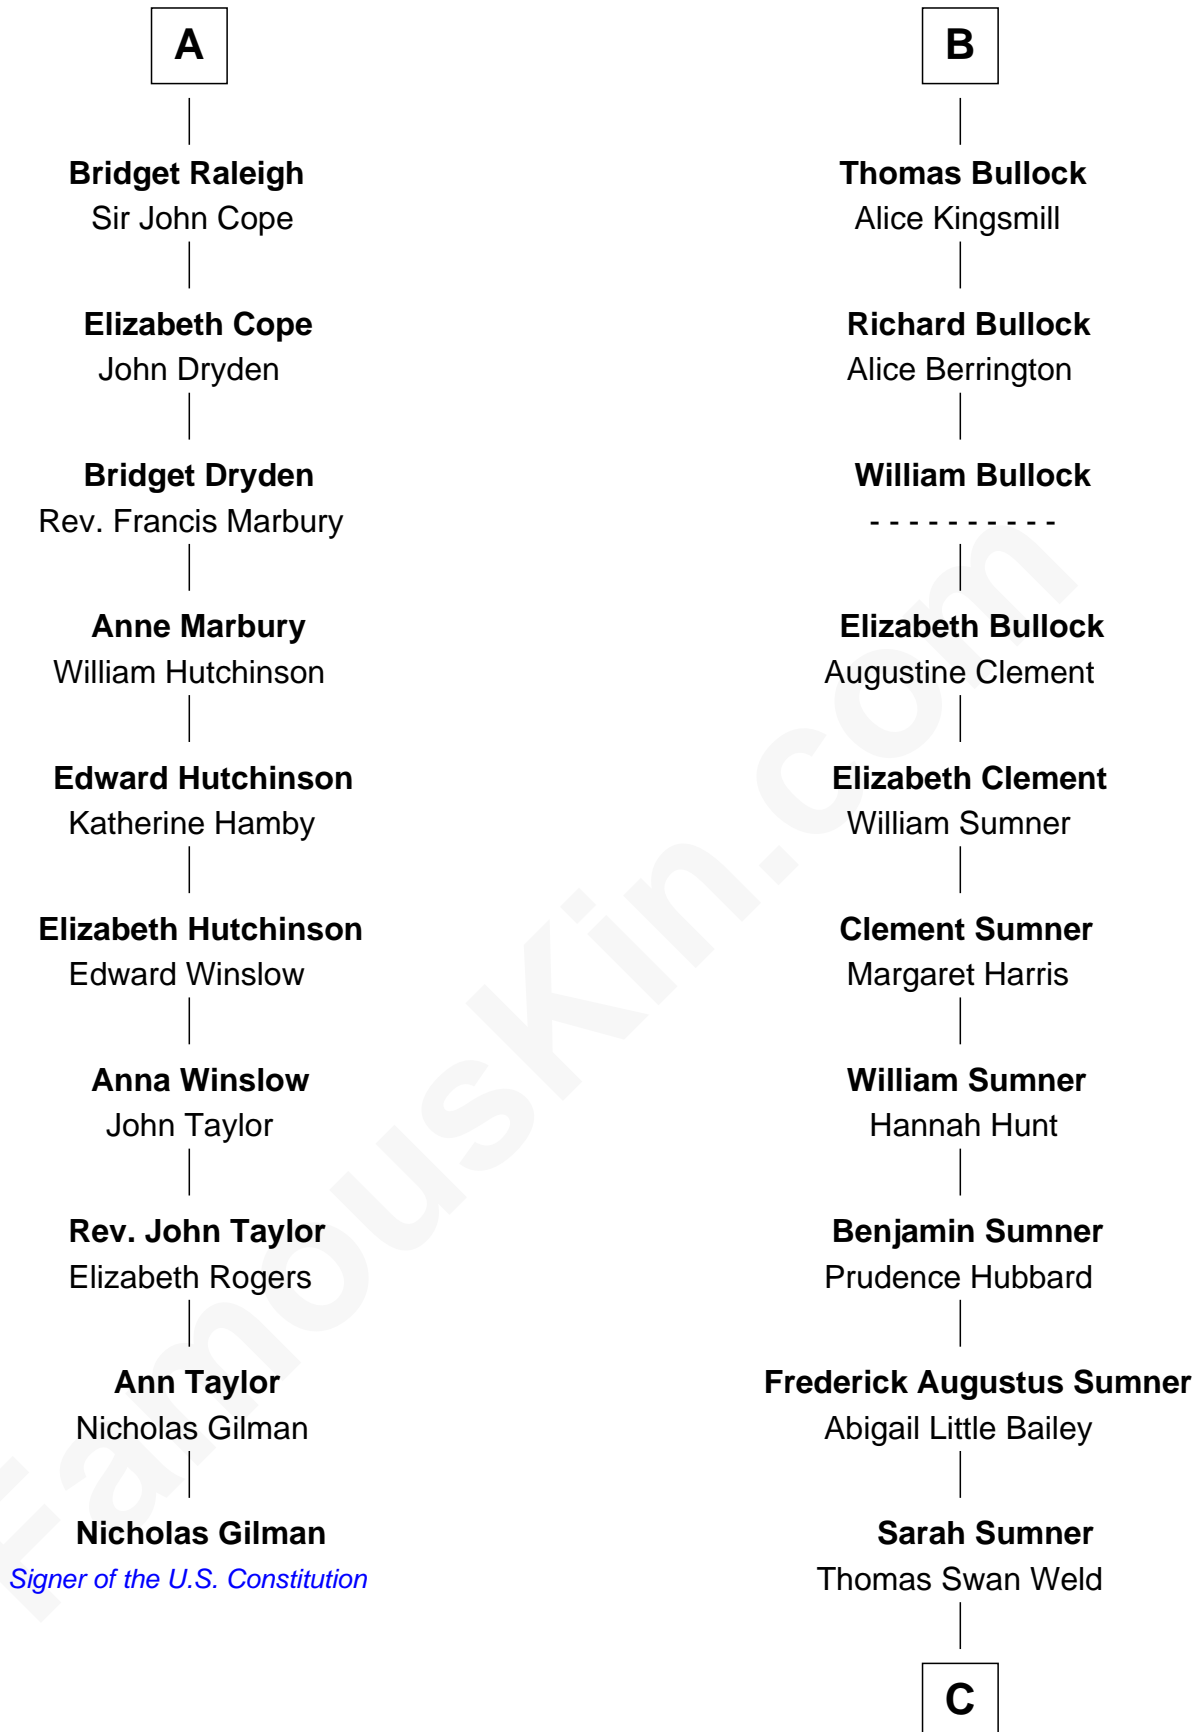 A
Bridget Raleigh
Sir John Cope
Elizabeth Cope
John Dryden
Bridget Dryden
Rev. Francis Marbury
Anne Marbury
William Hutchinson
Edward Hutchinson
Katherine Hamby
Elizabeth Hutchinson
Edward Winslow
Anna Winslow
John Taylor
Rev. John Taylor
Elizabeth Rogers
Ann Taylor
Nicholas Gilman
Nicholas Gilman
Signer of the U.S. Constitution
B
Thomas Bullock
Alice Kingsmill
Richard Bullock
Alice Berrington
William Bullock
- - - - - - - - - -
Elizabeth Bullock
Augustine Clement
Elizabeth Clement
William Sumner
Clement Sumner
Margaret Harris
William Sumner
Hannah Hunt
Benjamin Sumner
Prudence Hubbard
Frederick Augustus Sumner
Abigail Little Bailey
Sarah Sumner
Thomas Swan Weld
C
FamousKin.com